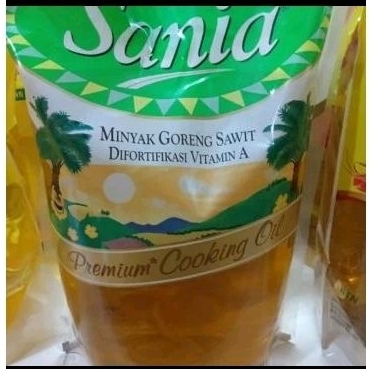 Sania
MINYAK GORENG SAWIT
DIFORTIFIKASI VITAMIN A
Premium* Cooking Oil